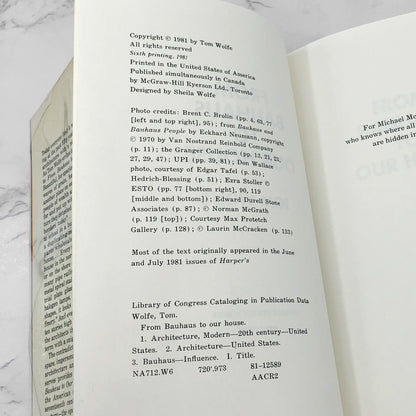 Copyright © 1981 by Tom Wolfe
All rights reserved
Sixth printing, 1981
Printed in the United States of America
Published simultaneously in Canada
by McGraw-Hill Ryerson Ltd., Toronto
Designed by Sheila Wolfe
Photo credits: Brent C. Brolin (pp. 4, 63, 77
[left and top right], 95); from Bauhaus and
Bauhaus People by Eckhard Neumann, copyright
© 1970 by Van Nostrand Reinhold Company
(p. 11); the Granger Collection (pp. 13, 21, 23,
27, 29, 47); UPI (pp. 39, 81); Don Wallace
photo, courtesy of Edgar Tafel (p. 53);
Hedrich-Blessing (p. 51); Ezra Stoller ©
ESTO (pp. 77 [bottom right], 90, 119
[middle and bottom]); Edward Durell Stone
Associates (p. 87); © Norman McGrath
(p. 119 [top]); Courtesy Max Protetch
Gallery (p. 128); © Laurin McCracken (p. 133)
Most of the text originally appeared in the June
and July 1981 issues of Harper's
Library of Congress Cataloging in Publication Data
Wolfe, Tom.
From Bauhaus to our house.
1. Architecture, Modern—20th century—United
States. 2. Architecture—United States.
3. Bauhaus—Influence. I. Title.
NA712.W6 720'.973 81-12589
AACR2
For Michael Mc
who knows where all
are hidden in